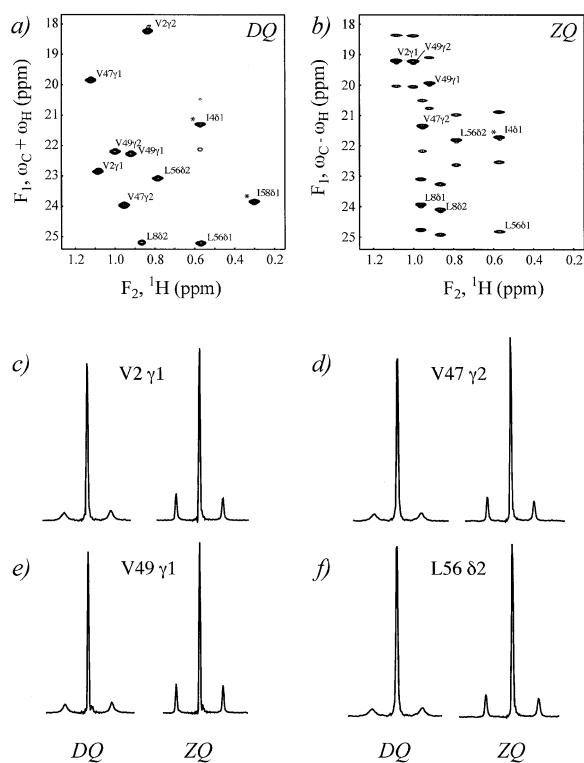 a)
DQ
18
19
20
21
22
23
24
25
F1, ωC + ωH (ppm)
V2γ2
V47γ1
*
I4δ1
V49γ2
V49γ1
V2γ1
L56δ2
V47γ2
*
I58δ1
L8δ2
L56δ1
1.2
1.0
0.8
0.6
0.4
0.2
F2, 1H (ppm)
b)
ZQ
18
19
20
21
22
23
24
25
F1, ωC - ωH (ppm)
V2γ1
V49γ2
V49γ1
V47γ2
L56δ2
*
I4δ1
L8γ1
L8δ2
L56δ1
1.2
1.0
0.8
0.6
0.4
0.2
F2, 1H (ppm)
c)
V2 γ1
d)
V47 γ2
e)
V49 γ1
f)
L56 δ2
DQ
ZQ
DQ
ZQ